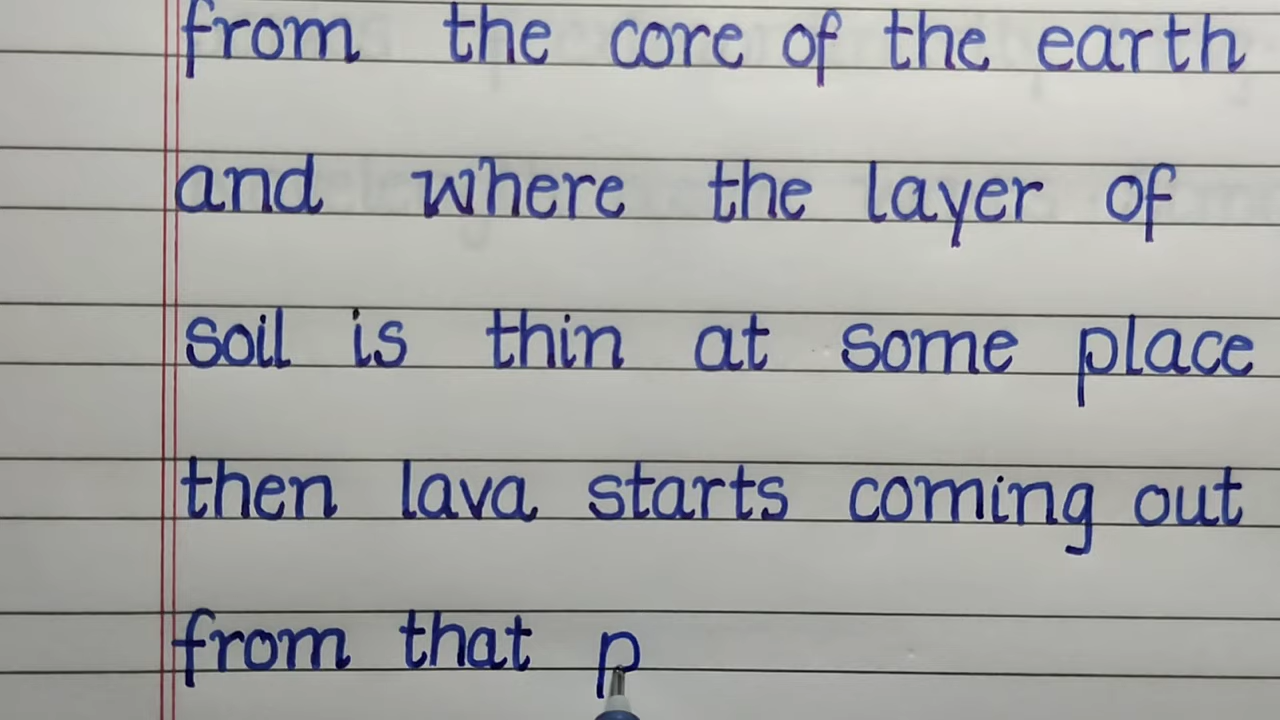 from the core of the earth
and where the layer of
soil is thin at some place
then lava starts coming out
from that p